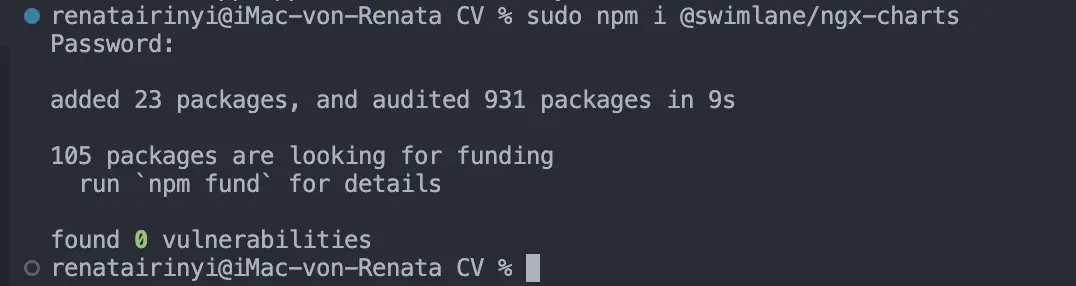 renatairinyi@iMac-von-Renata CV % sudo npm i @swimlane/ngx-charts
Password:
added 23 packages, and audited 931 packages in 9s
105 packages are looking for funding
run `npm fund` for details
found 0 vulnerabilities
renatairinyi@iMac-von-Renata CV %